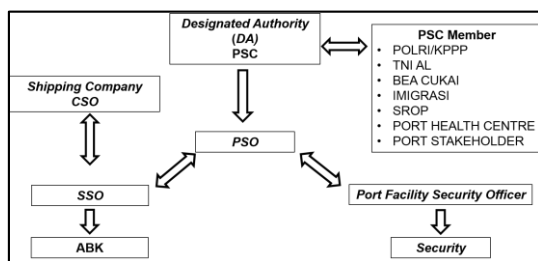 Designated Authority
(DA)
PSC
PSC Member
• POLRI/KPPP
• TNI AL
• BEA CUKAI
• IMIGRASI
• SROP
• PORT HEALTH CENTRE
• PORT STAKEHOLDER
Shipping Company
CSO
PSO
SSO
Port Facility Security Officer
ABK
Security